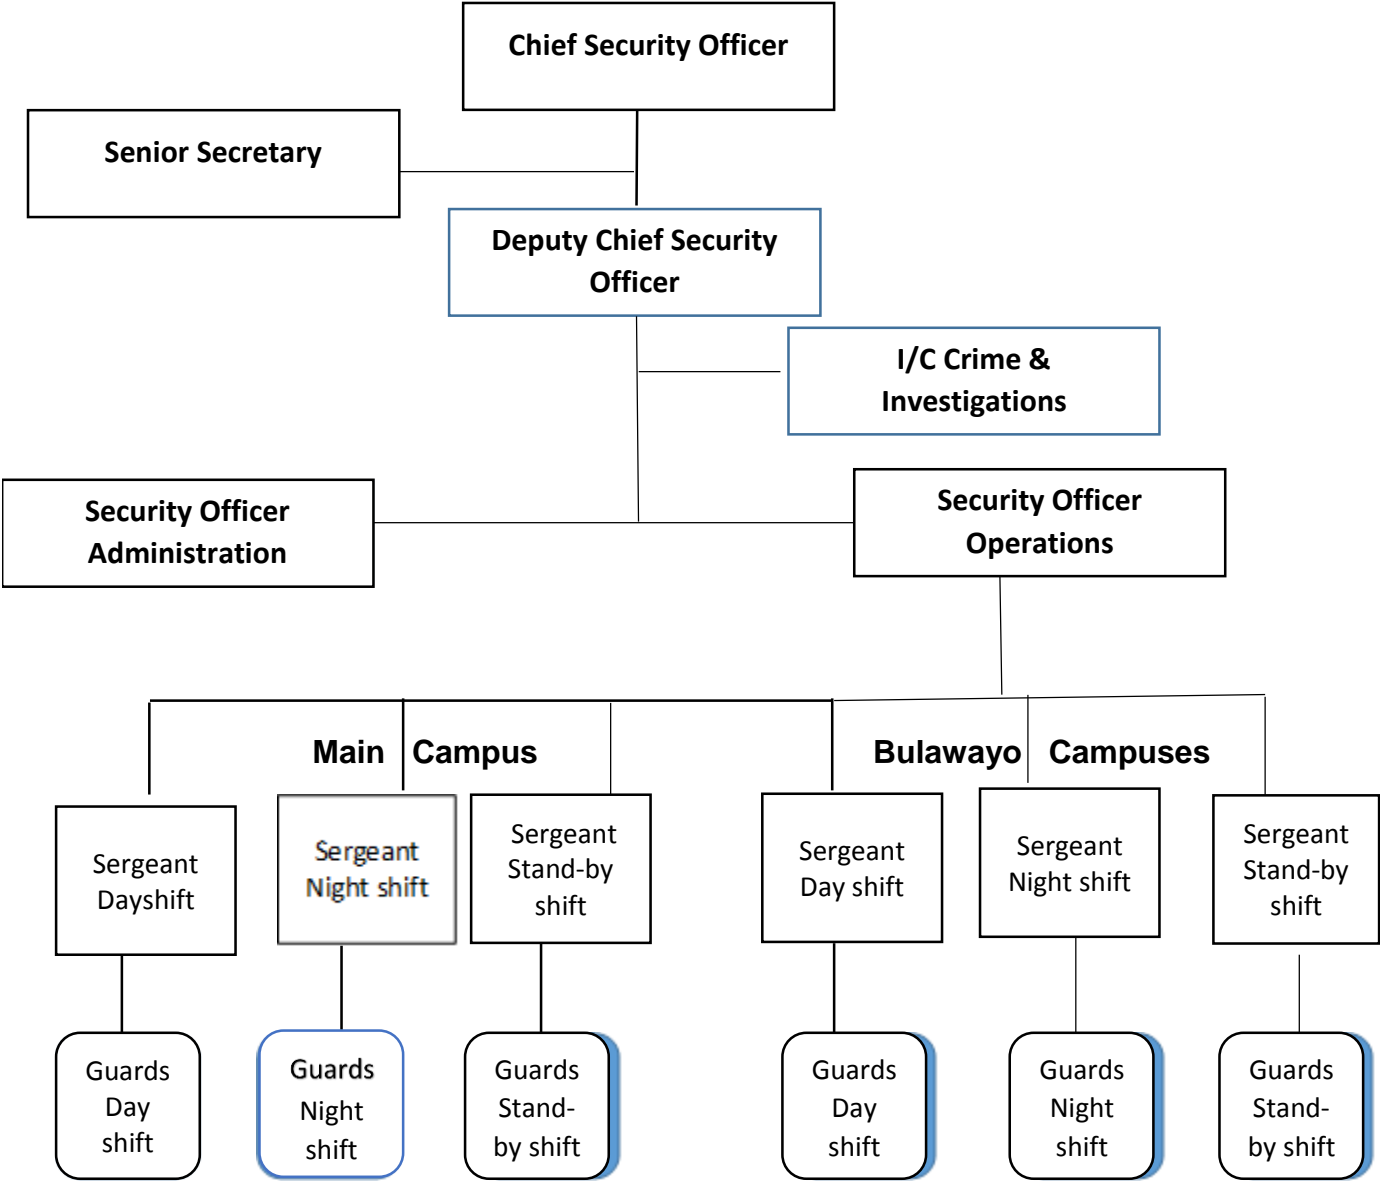 Chief Security Officer
Senior Secretary
Deputy Chief Security
Officer
I/C Crime &
Investigations
Security Officer
Administration
Security Officer
Operations
Main Campus
Bulawayo Campuses
Sergeant
Dayshift
Sergeant
Night shift
Sergeant
Stand-by
shift
Sergeant
Day shift
Sergeant
Night shift
Sergeant
Stand-by
shift
Guards
Day
shift
Guards
Night
shift
Guards
Stand-
by shift
Guards
Day
shift
Guards
Night
shift
Guards
Stand-
by shift